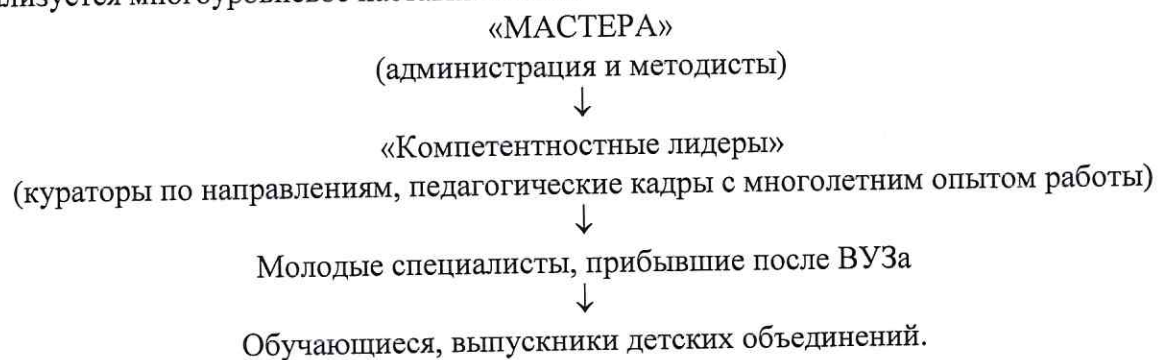 многоуровневое
«МАСТЕРА»
(администрация и методисты)
↓
«Компетентностные лидеры»
(кураторы по направлениям, педагогические кадры с многолетним опытом работы)
↓
Молодые специалисты, прибывшие после ВУЗа
↓
Обучающиеся, выпускники детских объединений.